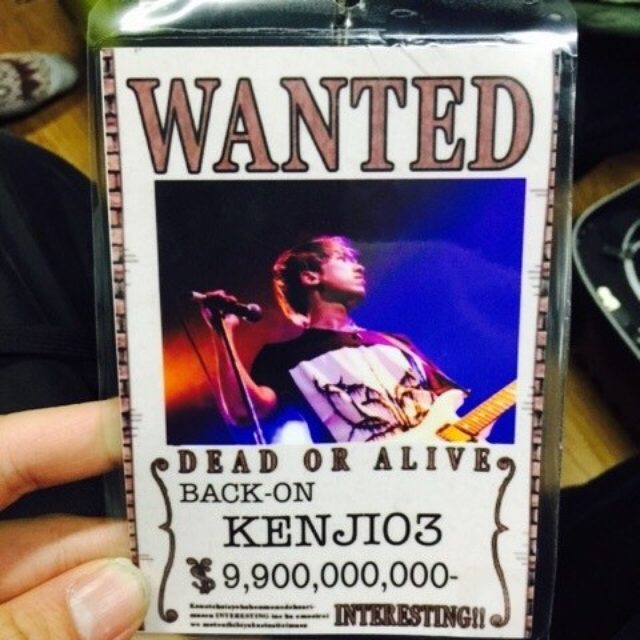 WANTED
DEAD OR ALIVE
BACK-ON
KENJI03
$9,900,000,000-
INTERESTING!!